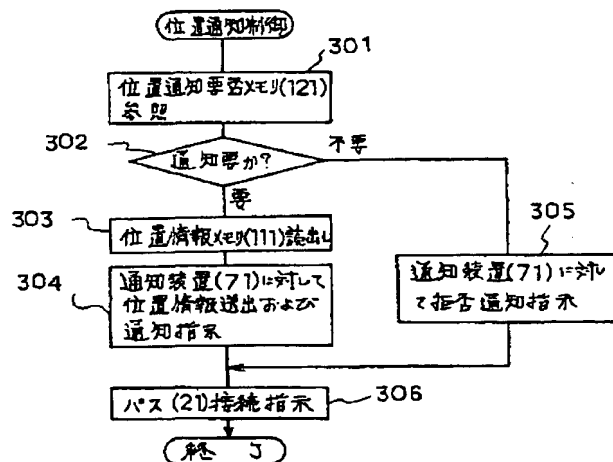 位置通知制御
301
位置通知要否メモリ(121)
参照
302
通知要か?
不要
要
303
位置情報メモリ(111)読出し
304
通知装置(71)に対して
位置情報送出および
通知指示
305
通知装置(71)に対し
て拒否通知指示
パス(21)接続指示
306
終了